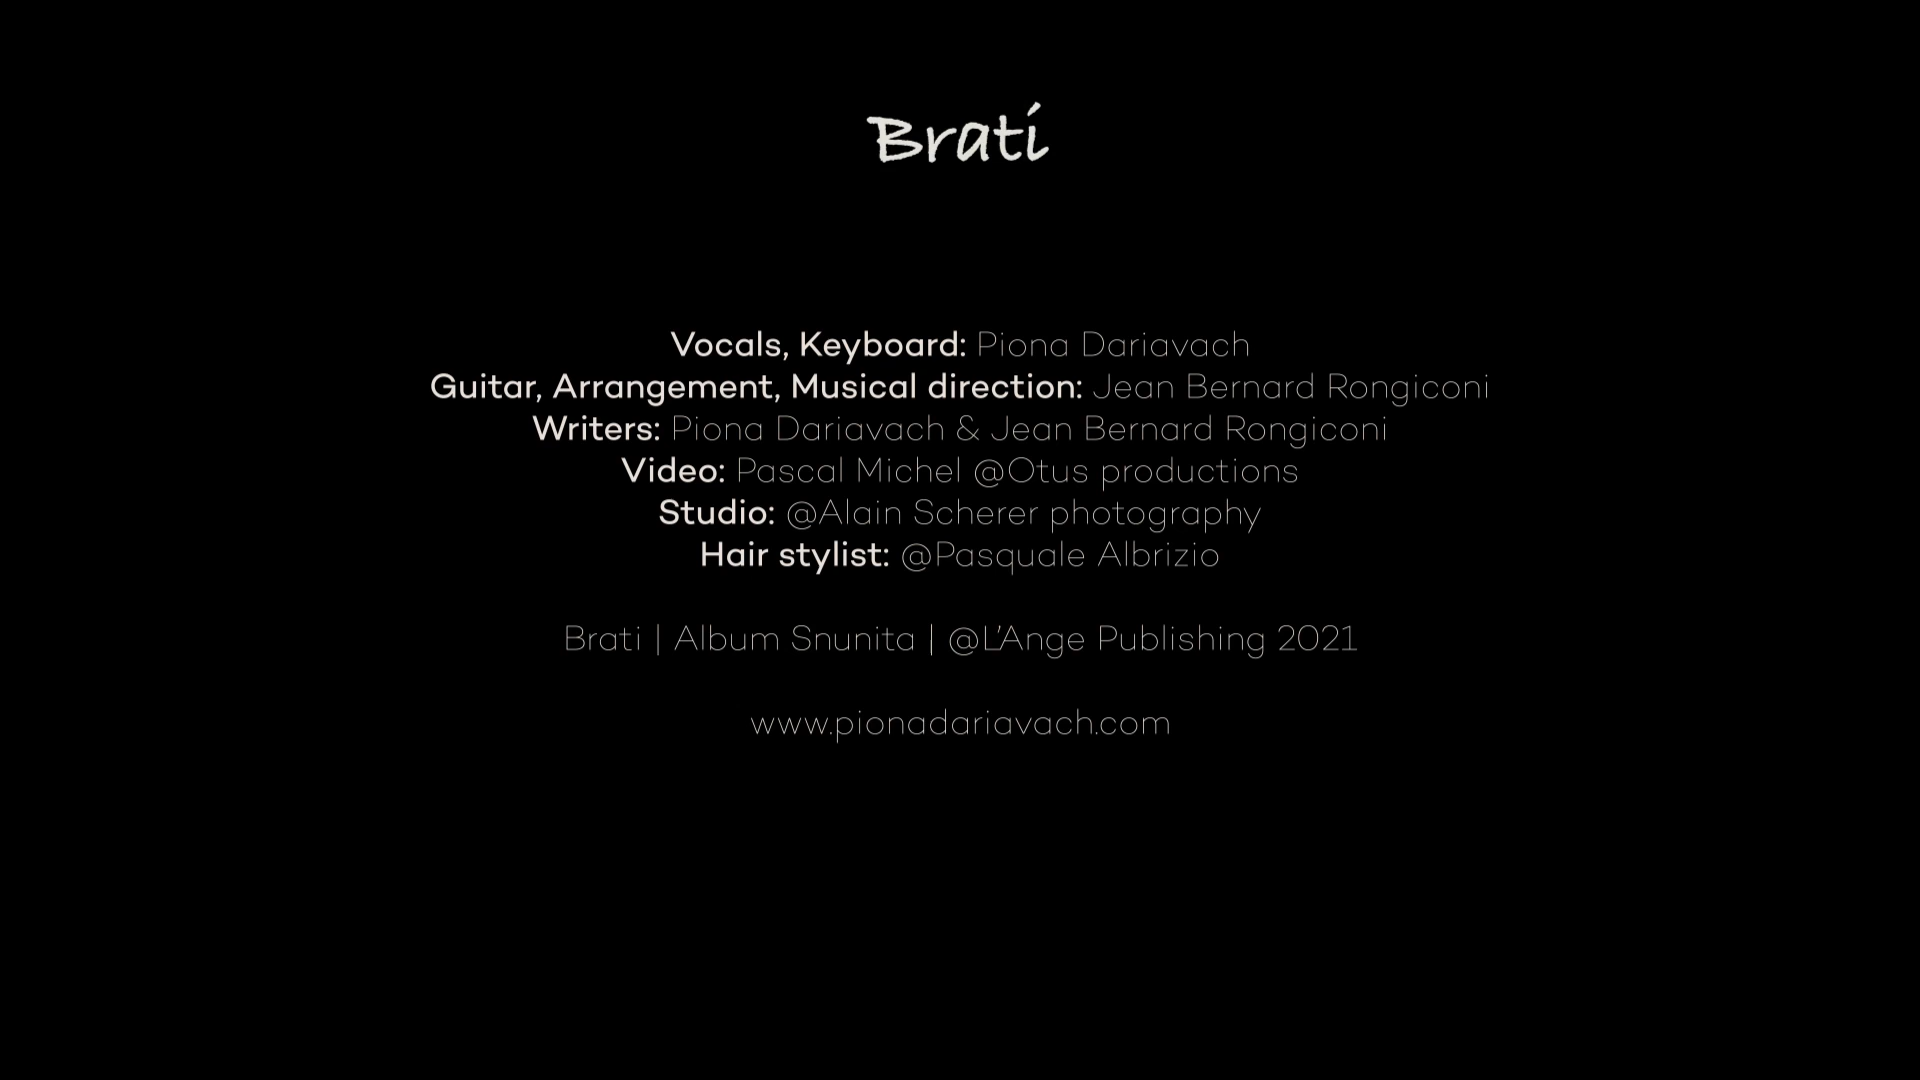 Brati
Vocals, Keyboard: Piona Dariavach
Guitar, Arrangement, Musical direction: Jean Bernard Rongiconi
Writers: Piona Dariavach & Jean Bernard Rongiconi
Video: Pascal Michel @Otus productions
Studio: @Alain Scherer photography
Hair stylist: @Pasquale Albrizio
Brati | Album Snunita | @L’Ange Publishing 2021
www.pionadariavach.com